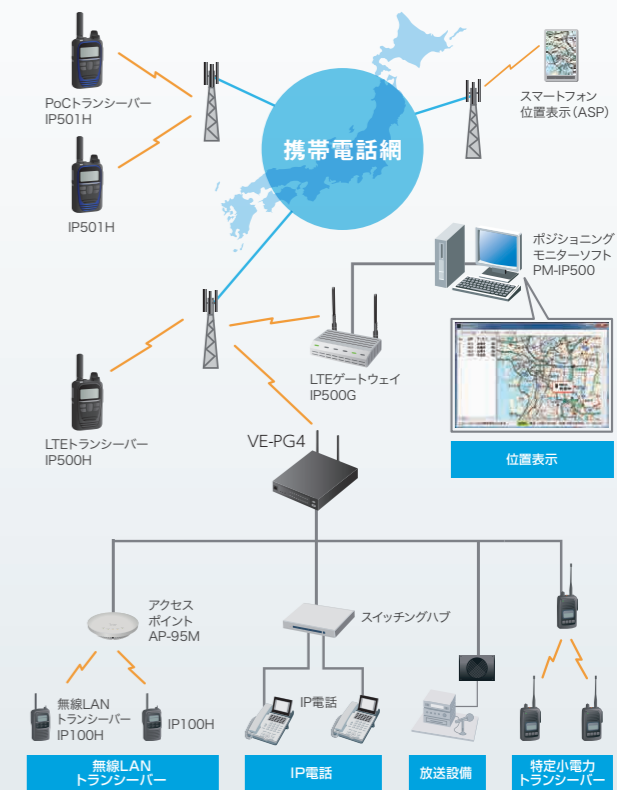 PoCトランシーバー
IP501H
IP501H
携帯電話網
スマートフォン
位置表示(ASP)
ポジショニング
モニターソフト
PM-IP500
LTEゲートウェイ
IP500G
LTEトランシーバー
IP500H
VE-PG4
位置表示
アクセス
ポイント
AP-95M
スイッチングハブ
無線LAN
トランシーバー
IP100H
IP100H
IP電話
無線LAN
トランシーバー
IP電話
放送設備
特定小電力
トランシーバー